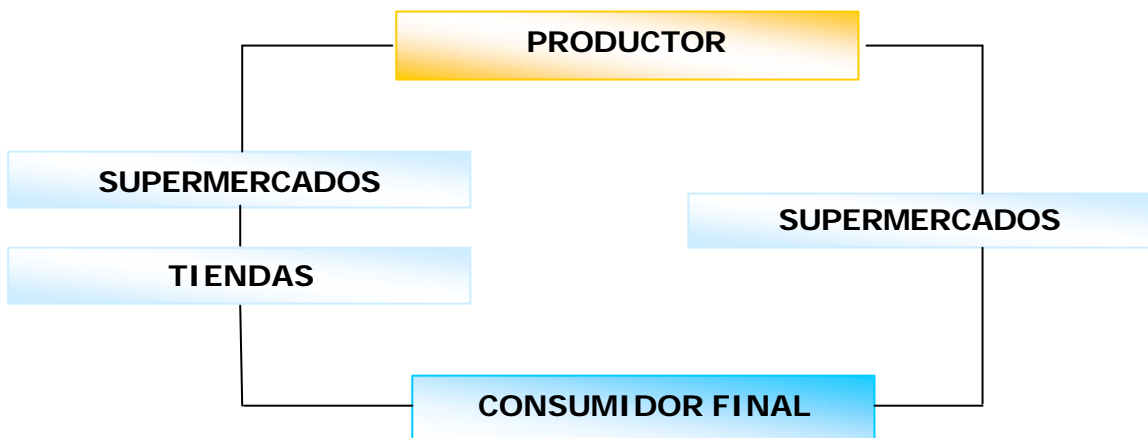 PRODUCTOR
SUPERMERCADOS
SUPERMERCADOS
TIENDAS
CONSUMIDOR FINAL